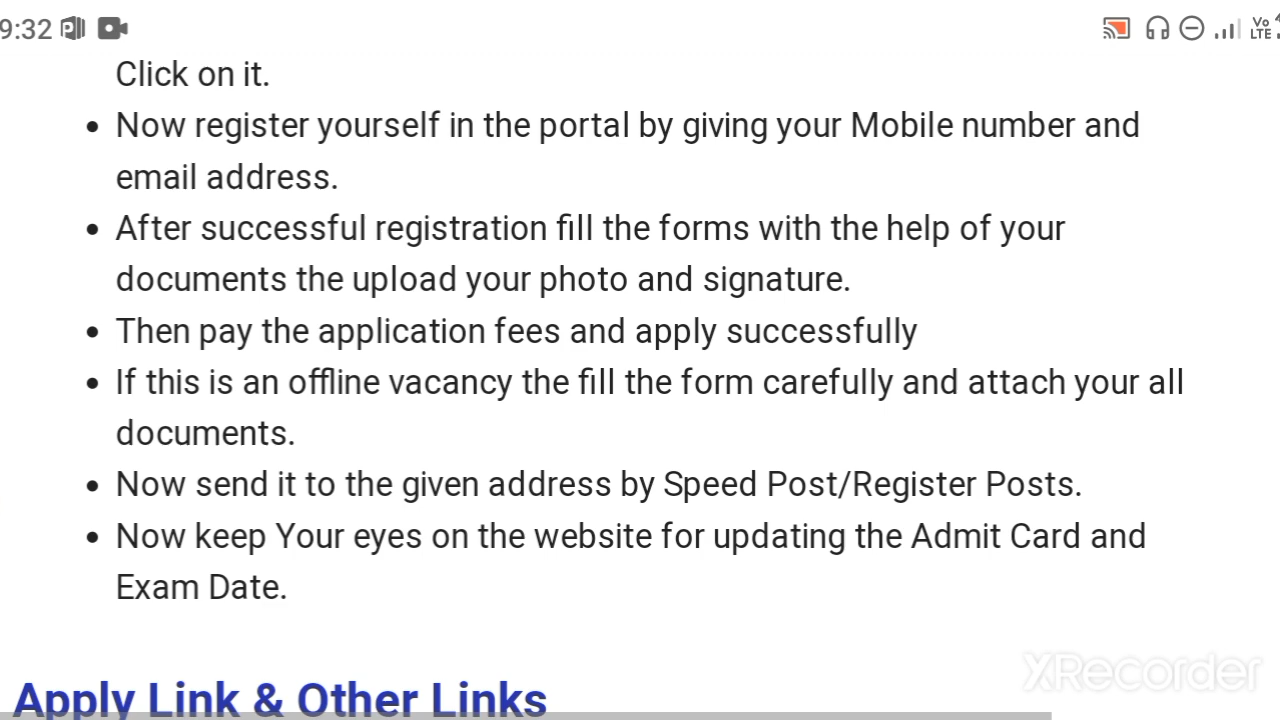 9:32
Vo
LTE
Click on it.
Now register yourself in the portal by giving your Mobile number and
email address.
After successful registration fill the forms with the help of your
documents the upload your photo and signature.
Then pay the application fees and apply successfully
If this is an offline vacancy the fill the form carefully and attach your all
documents.
Now send it to the given address by Speed Post/Register Posts.
Now keep Your eyes on the website for updating the Admit Card and
Exam Date.
XRecorder
Apply Link & Other Links